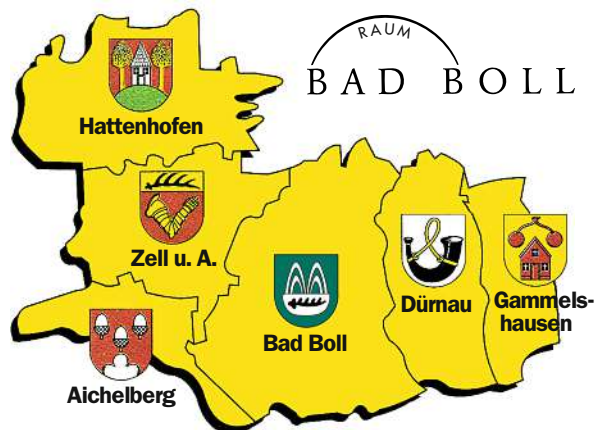 RAUM
BAD BOLL
Hattenhofen
Zell u. A.
Bad Boll
Dürnau
Gammels-
hausen
Aichelberg